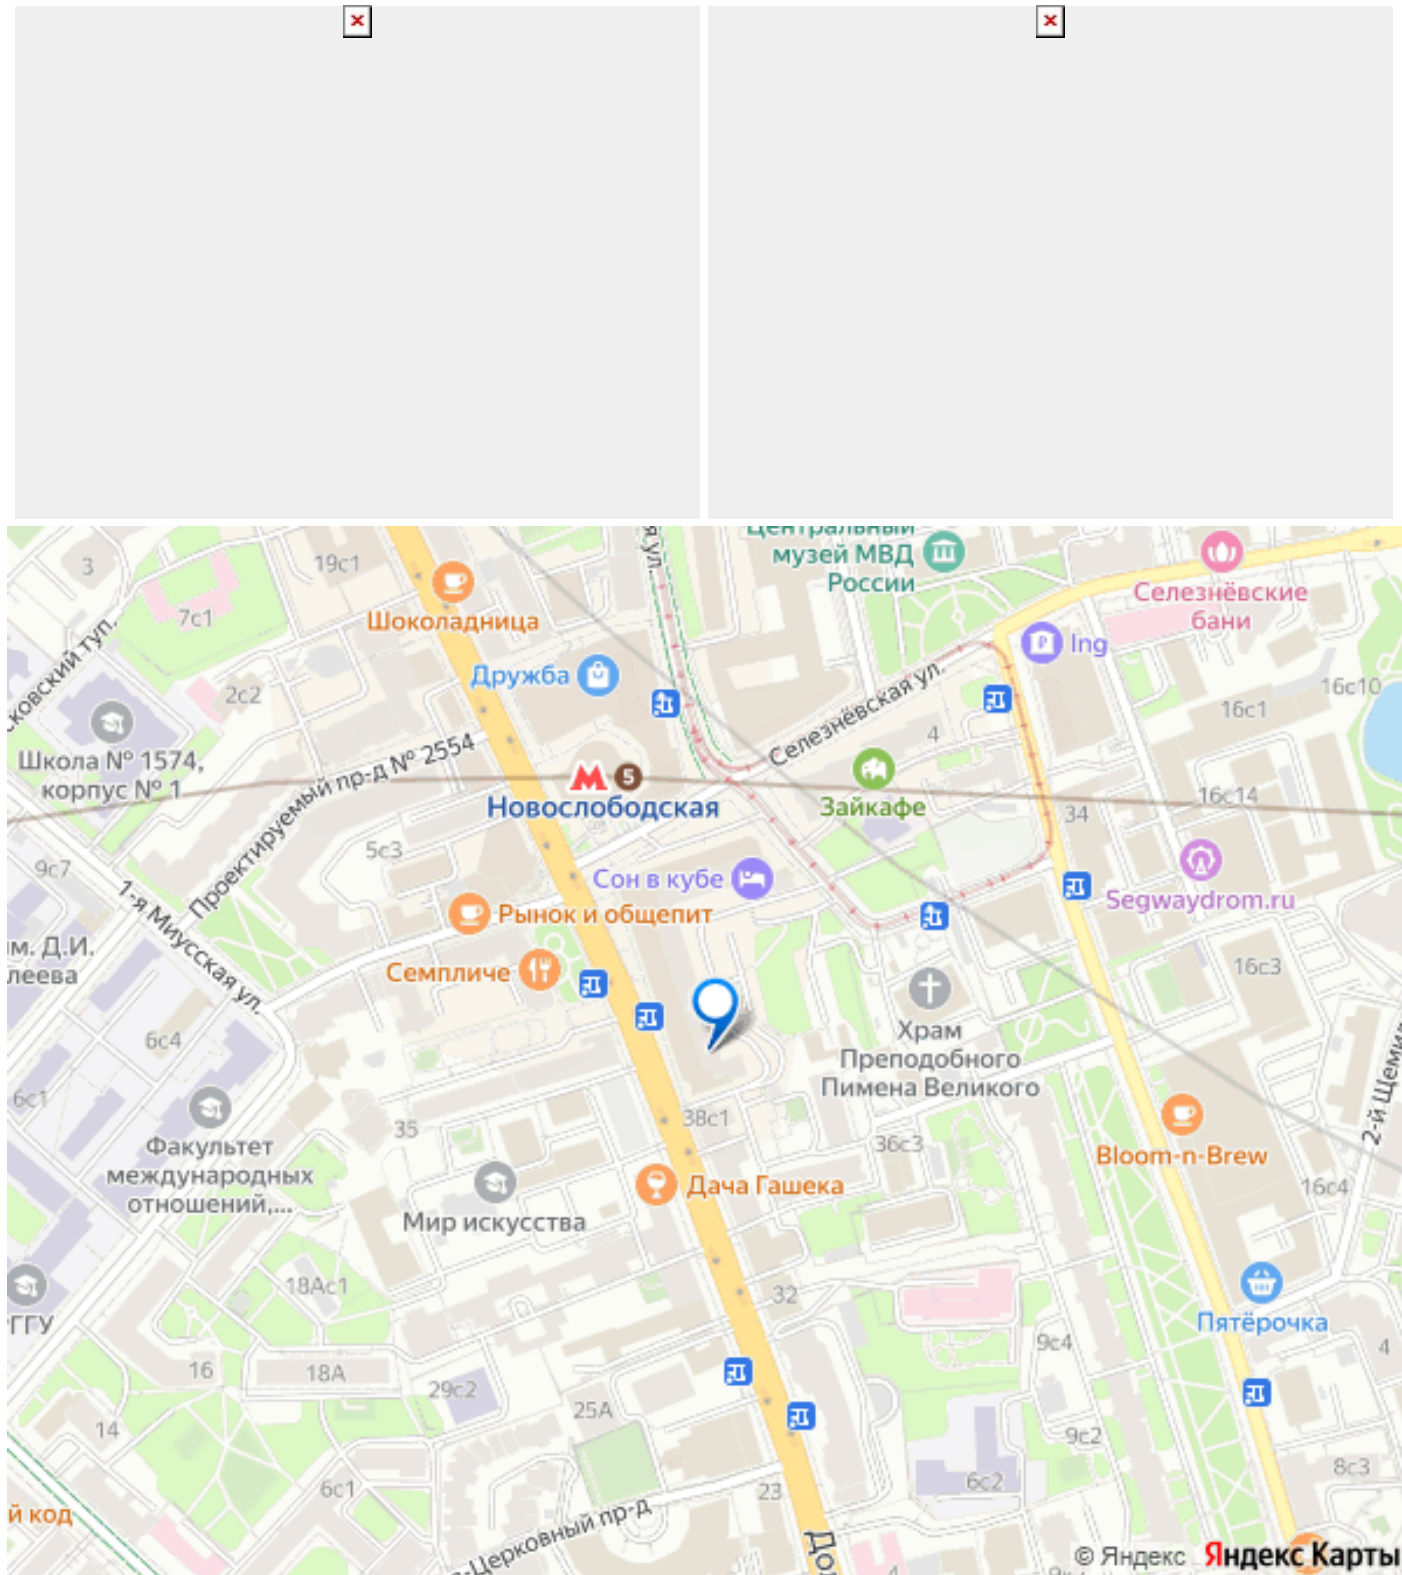 Центральный
музей МВД
России
Селезнёвские
бани
3
19с1
7с1
Шоколадница
Дружба
Ing
Селезнёвская ул.
2с2
16с10
16с1
4
Школа № 1574,
корпус № 1
Проектируемый пр-д № 2554
5
Новослободская
Зайкафе
16с14
34
5с3
9с7
Сон в кубе
Segwaydrom.ru
1-я Миусская ул.
Рынок и общепит
Семпличе
16с3
Храм
Преподобного
Пимена Великого
6с4
6с1
38с1
35
36с3
Факультет
международных
отношений,...
Bloom-n-Brew
Дача Гашека
Мир искусства
16с4
18Ас1
32
Пятёрочка
9с4
4
16
18А
29с2
25А
14
9с2
6с1
6с2
8с3
23
й код
-Церковный пр-д
© Яндекс Яндекс Карты